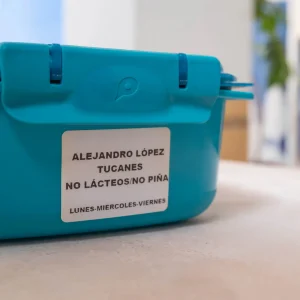 ALEJANDRO LÓPEZ
TUCANES
NO LÁCTEOS/NO PIÑA
LUNES-MIERCOLES-VIERNES